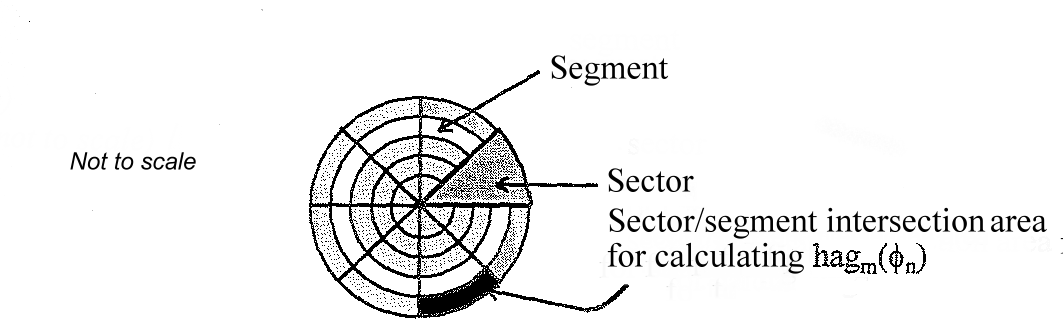 Segment
Not to scale
Sector
Sector/segment intersection area
for calculating hagₘ(ϕₙ)